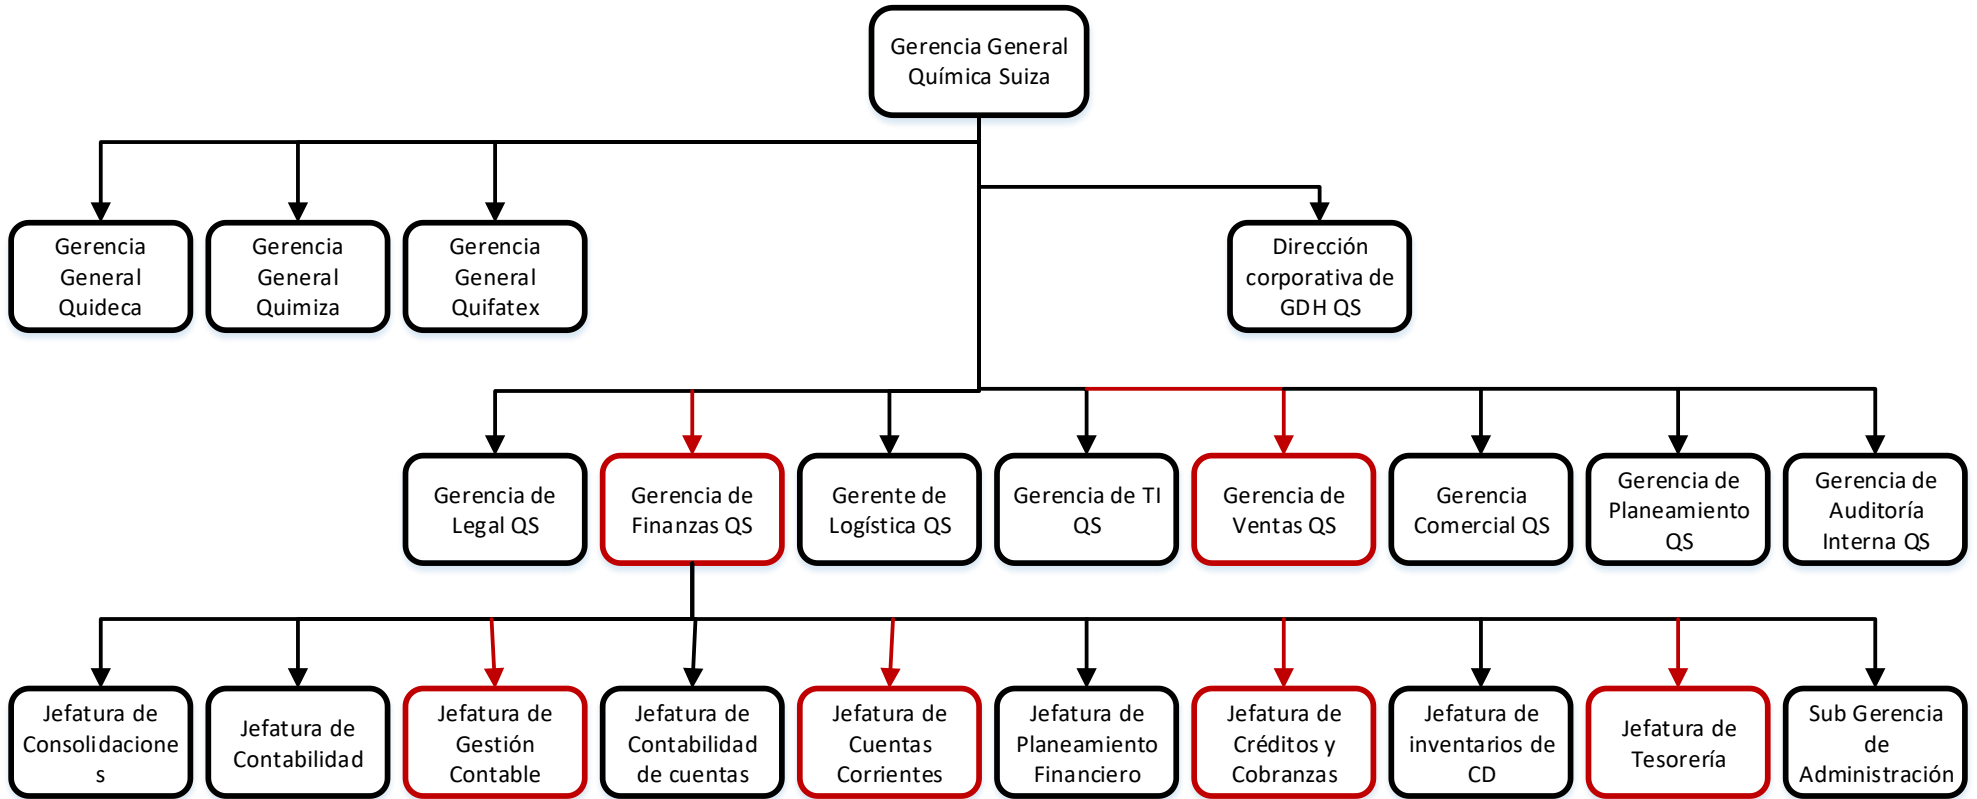 Gerencia General
Química Suiza
Gerencia
General
Quideca
Gerencia
General
Quimiza
Gerencia
General
Quifatex
Dirección
corporativa de
GDH QS
Gerencia de
Legal QS
Gerencia de
Finanzas QS
Gerente de
Logística QS
Gerencia de TI
QS
Gerencia de
Ventas QS
Gerencia
Comercial QS
Gerencia de
Planeamiento
QS
Gerencia de
Auditoría
Interna QS
Jefatura de
Consolidacione
s
Jefatura de
Contabilidad
Jefatura de
Gestión
Contable
Jefatura de
Contabilidad
de cuentas
Jefatura de
Cuentas
Corrientes
Jefatura de
Planeamiento
Financiero
Jefatura de
Créditos y
Cobranzas
Jefatura de
inventarios de
CD
Jefatura de
Tesorería
Sub Gerencia
de
Administración